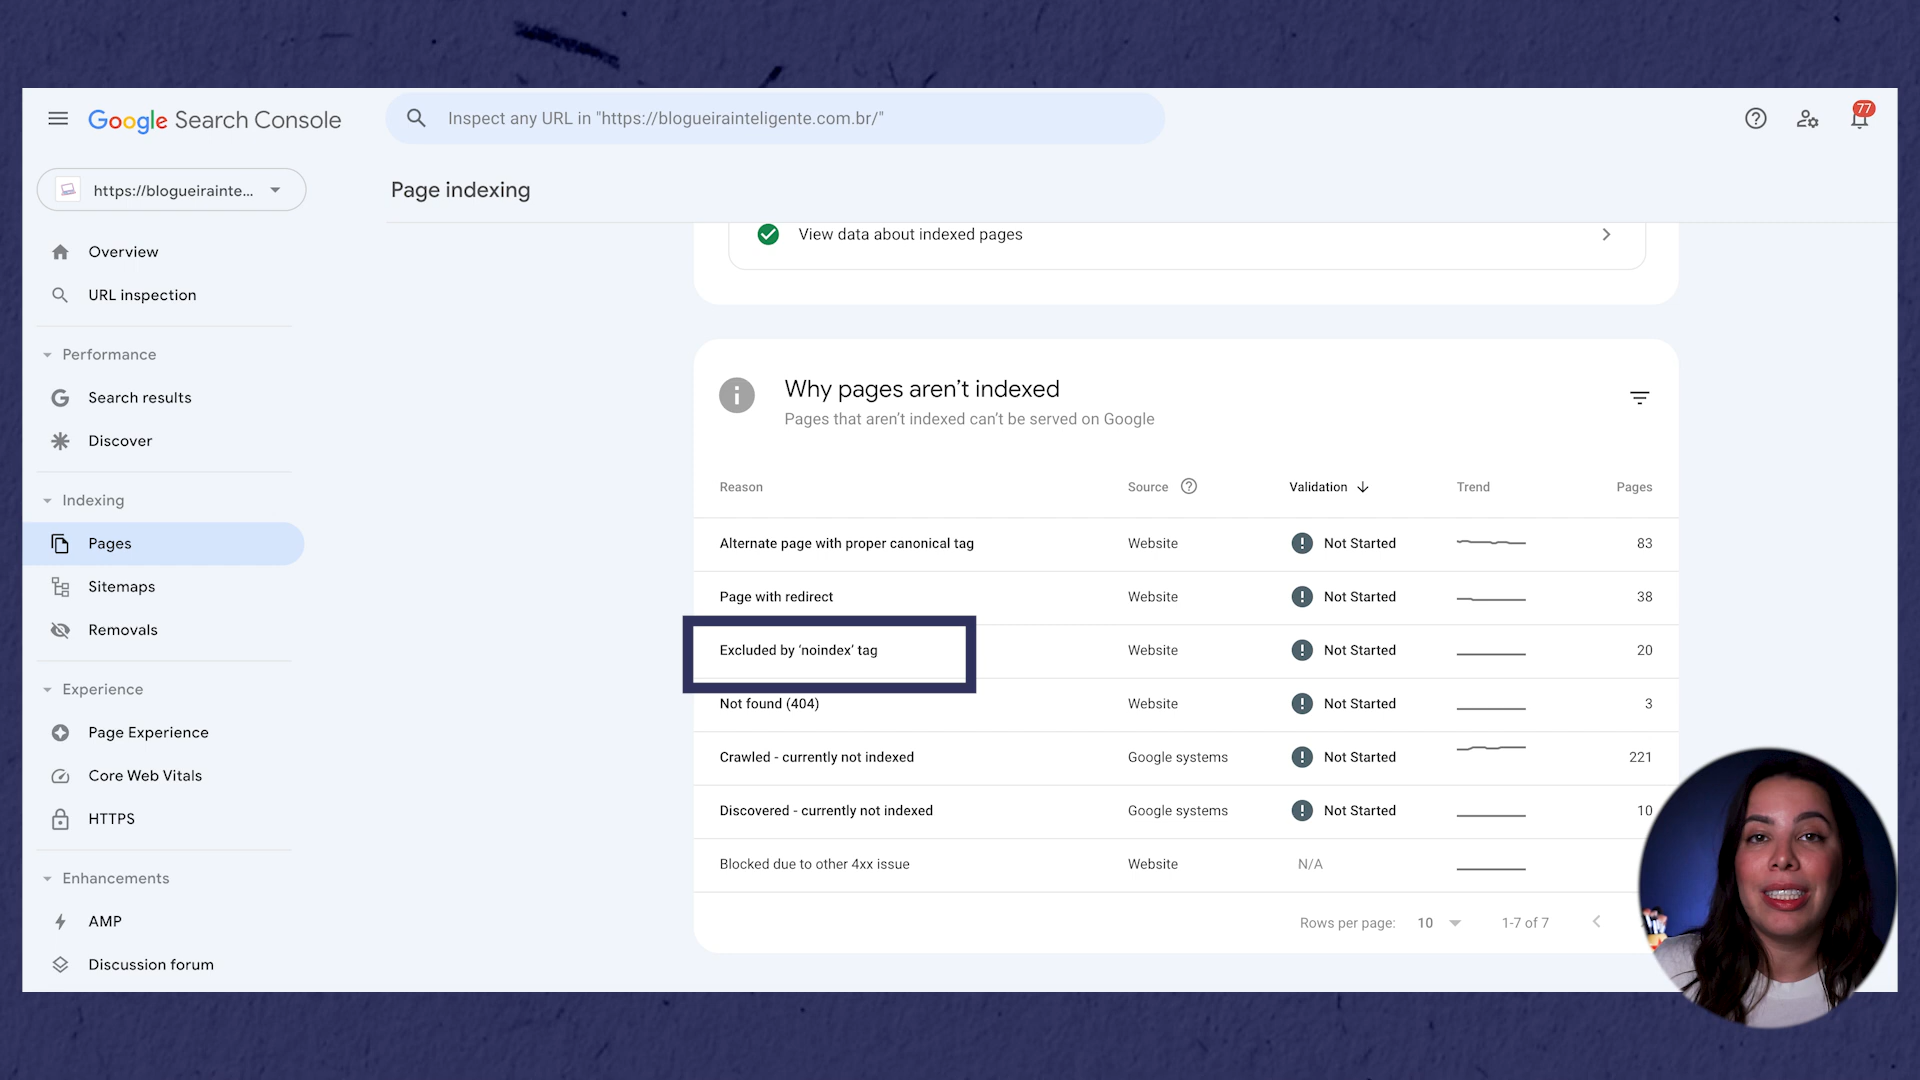 Google Search Console
Inspect any URL in "https://blogueirainteligente.com.br/"
77
https://blogueirainte...
Page indexing
Overview
URL inspection
Performance
Search results
Discover
Indexing
Pages
Sitemaps
Removals
Experience
Page Experience
Core Web Vitals
HTTPS
Enhancements
AMP
Discussion forum
View data about indexed pages
Why pages aren’t indexed
Pages that aren’t indexed can’t be served on Google
Reason Source Validation Trend Pages
Alternate page with proper canonical tag Website Not Started 83
Page with redirect Website Not Started 38
Excluded by ‘noindex’ tag Website Not Started 20
Not found (404) Website Not Started 3
Crawled - currently not indexed Google systems Not Started 221
Discovered - currently not indexed Google systems Not Started 10
Blocked due to other 4xx issue Website N/A
Rows per page: 10 1-7 of 7